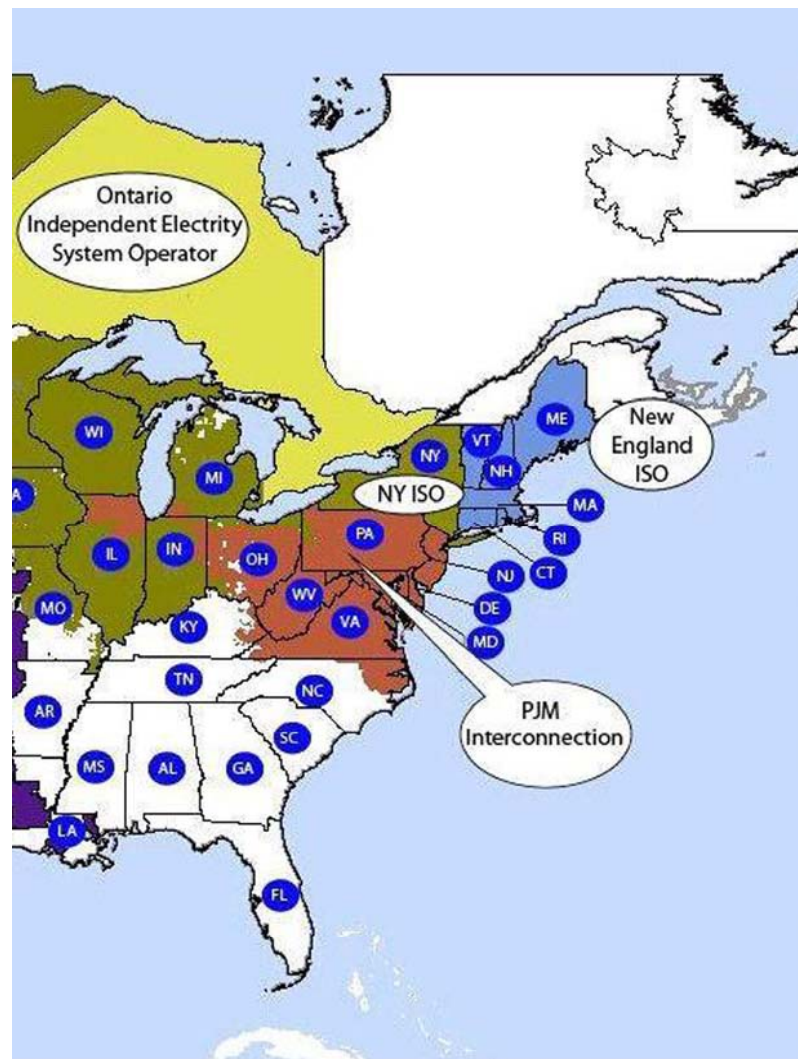 Ontario
Independent Electrity
System Operator
WI
MI
NY
VT
ME
NH
New
England
ISO
NY ISO
A
IL
IN
OH
PA
MA
RI
CT
NJ
DE
MD
MO
KY
WV
VA
TN
NC
AR
SC
PJM
Interconnection
MS
AL
GA
LA
FL